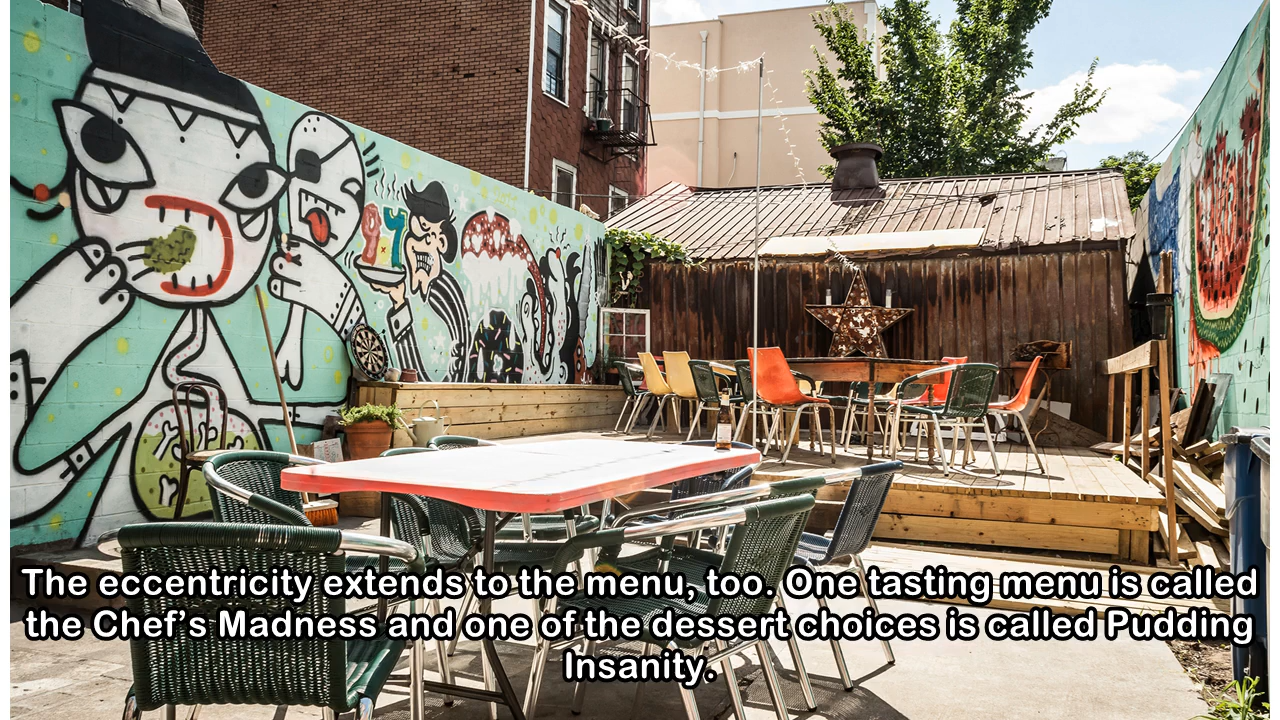 The eccentricity extends to the menu, too. One tasting menu is called
the Chef’s Madness and one of the dessert choices is called Pudding
Insanity.